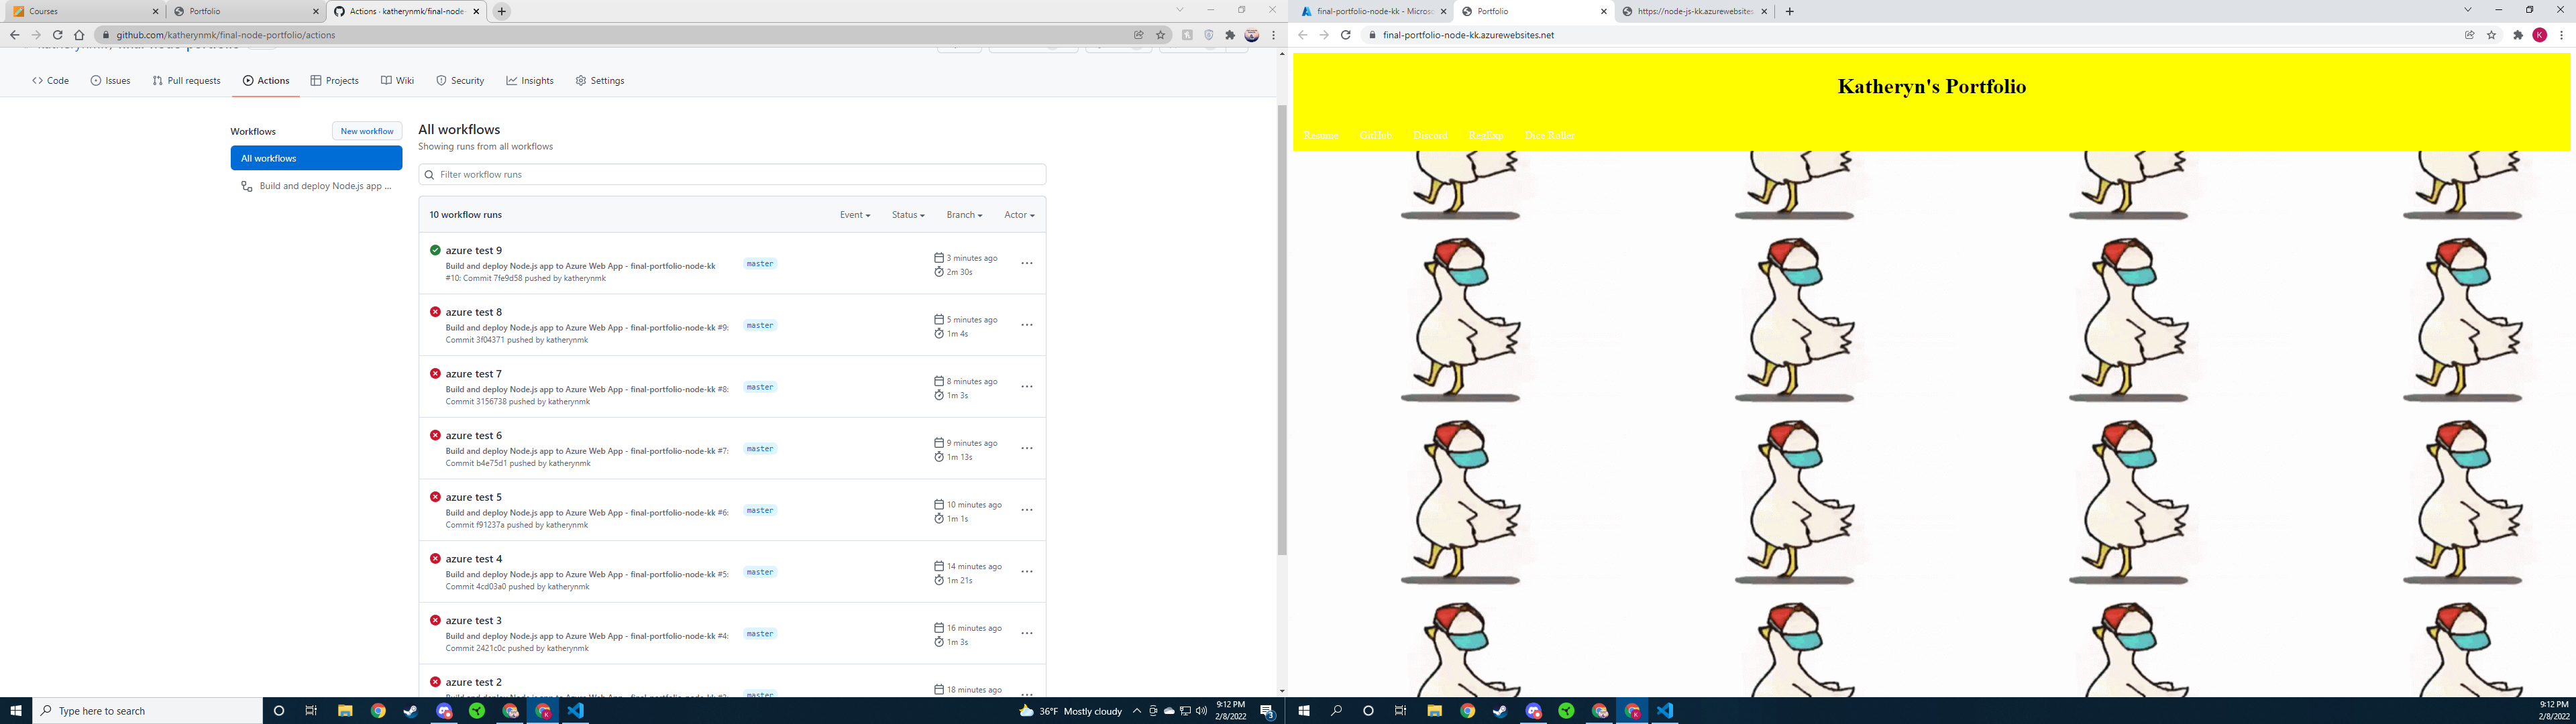 Courses
Portfolio
Actions · katherynmk/final-node-
github.com/katherynmk/final-node-portfolio/actions
Code
Issues
Pull requests
Actions
Projects
Wiki
Security
Insights
Settings
Workflows
New workflow
All workflows
Build and deploy Node.js app ...
All workflows
Showing runs from all workflows
Filter workflow runs
10 workflow runs
Event
Status
Branch
Actor
azure test 9
Build and deploy Node.js app to Azure Web App - final-portfolio-node-kk
#10: Commit 7fe9d58 pushed by katherynmk
master
3 minutes ago
2m 30s
azure test 8
Build and deploy Node.js app to Azure Web App - final-portfolio-node-kk #9:
Commit 3f04371 pushed by katherynmk
master
5 minutes ago
1m 4s
azure test 7
Build and deploy Node.js app to Azure Web App - final-portfolio-node-kk #8:
Commit 3156738 pushed by katherynmk
master
8 minutes ago
1m 3s
azure test 6
Build and deploy Node.js app to Azure Web App - final-portfolio-node-kk #7:
Commit b4e75d1 pushed by katherynmk
master
9 minutes ago
1m 13s
azure test 5
Build and deploy Node.js app to Azure Web App - final-portfolio-node-kk #6:
Commit f91237a pushed by katherynmk
master
10 minutes ago
1m 1s
azure test 4
Build and deploy Node.js app to Azure Web App - final-portfolio-node-kk #5:
Commit 4cd03a0 pushed by katherynmk
master
14 minutes ago
1m 21s
azure test 3
Build and deploy Node.js app to Azure Web App - final-portfolio-node-kk #4:
Commit 2421c0c pushed by katherynmk
master
16 minutes ago
1m 3s
azure test 2
master
18 minutes ago
Type here to search
36°F Mostly cloudy
9:12 PM
2/8/2022
3
final-portfolio-node-kk - Micros
Portfolio
https://node-js-kk.azurewebsites.
final-portfolio-node-kk.azurewebsites.net
K
Katheryn's Portfolio
Resume
GitHub
Discord
RegExp
Dice Roller
9:12 PM
2/8/2022